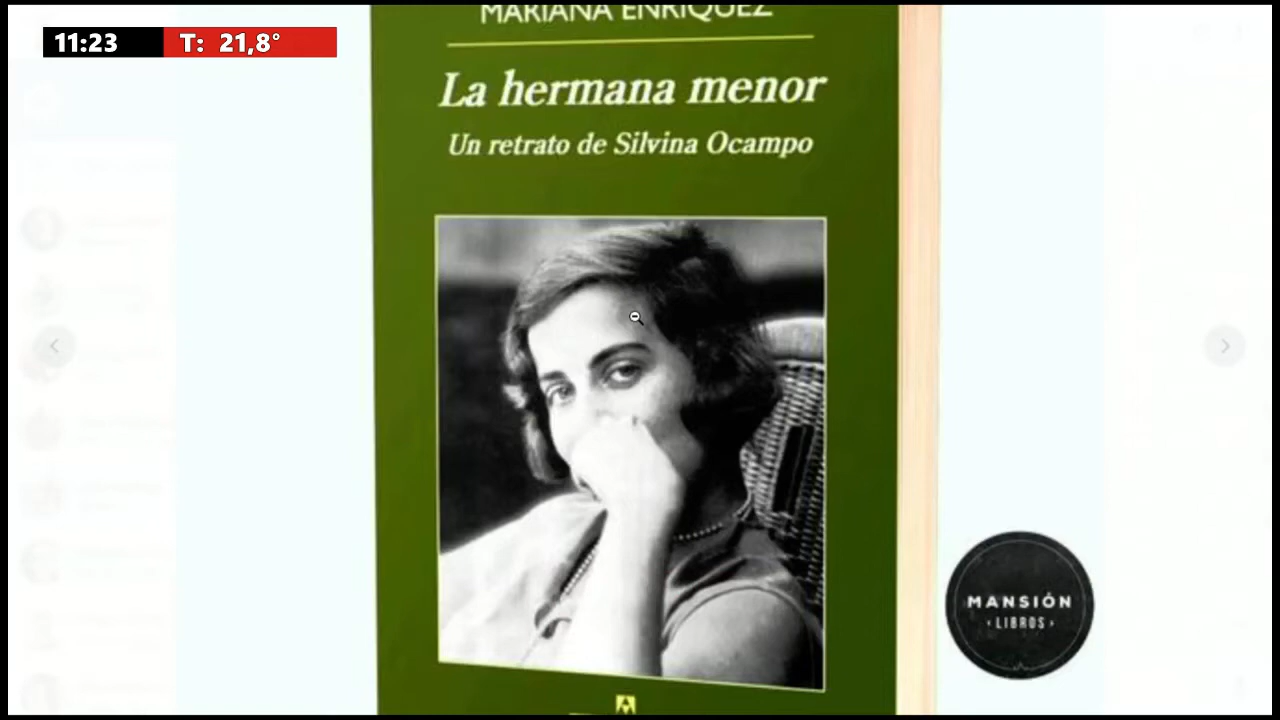 11:23 T: 21,8°
MARIANA ENRIQUEZ
La hermana menor
Un retrato de Silvina Ocampo
MANSIÓN
‹LIBROS›